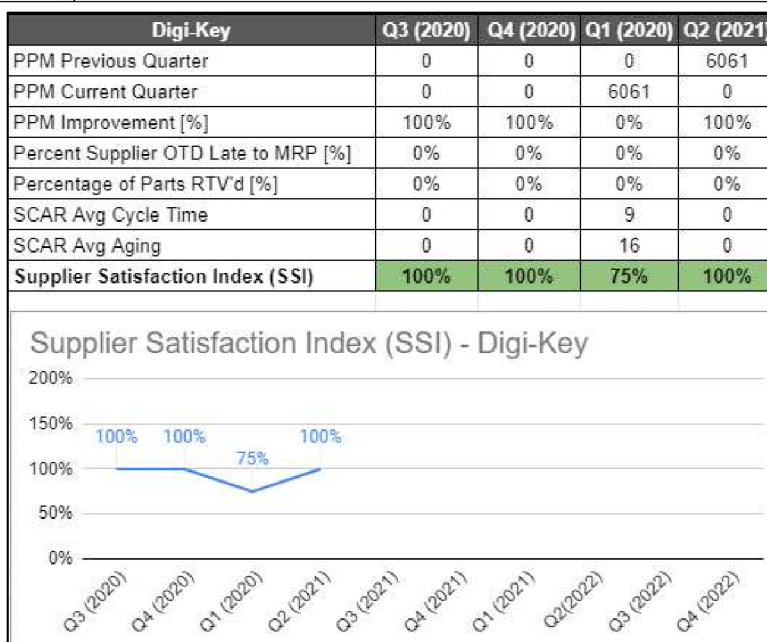 Digi-Key Q3 (2020) Q4 (2020) Q1 (2020) Q2 (2021)
PPM Previous Quarter 0 0 0 6061
PPM Current Quarter 0 0 6061 0
PPM Improvement [%] 100% 100% 0% 100%
Percent Supplier OTD Late to MRP [%] 0% 0% 0% 0%
Percentage of Parts RTV'd [%] 0% 0% 0% 0%
SCAR Avg Cycle Time 0 0 9 0
SCAR Avg Aging 0 0 16 0
Supplier Satisfaction Index (SSI) 100% 100% 75% 100%
Supplier Satisfaction Index (SSI) - Digi-Key
200%
150%
100% 100% 75% 100%
100%
50%
0%
Q3 (2020) Q4 (2020) Q1 (2020) Q2 (2021) Q3 (2021) Q4 (2021) Q1 (2021) Q2(2022) Q3 (2022) Q4 (2022)